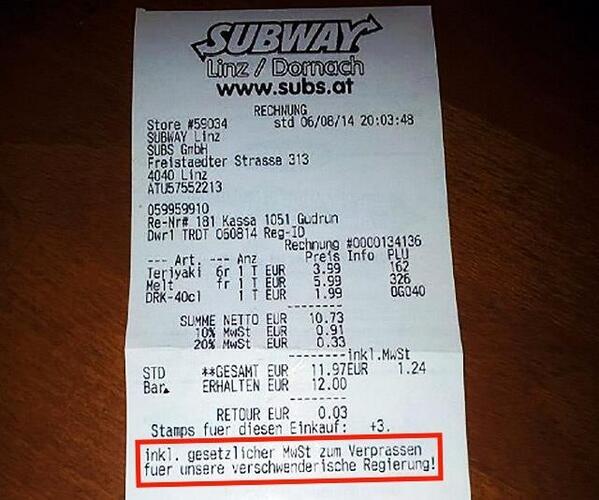 SUBWAY
Linz / Dornach
www.subs.at
RECHNUNG
Store #59034 std 06/08/14 20:03:48
SUBWAY Linz
SUBS GmbH
Freistaedter Strasse 313
4040 Linz
ATU57552213
059959910
Re-Nr# 181 Kassa 1051 Gudrun
Dwr1 TRDT 060814 Reg-ID
Rechnung #0000134136
--- Art. --- Anz Preis Info PLU
Teriyaki 6r 1 T EUR 3.99 162
Melt fr 1 T EUR 5.99 326
DRK-40cl 1 T EUR 1.99 0G040
--------
SUMME NETTO EUR 10.73
10% MwSt EUR 0.91
20% MwSt EUR 0.33
--------inkl.MwSt
STD **GESAMT EUR 11.97EUR 1.24
Bar ERHALTEN EUR 12.00
--------
RETOUR EUR 0.03
Stamps fuer diesen Einkauf: +3.
inkl. gesetzlicher MwSt zum Verprassen
fuer unsere verschwenderische Regierung!